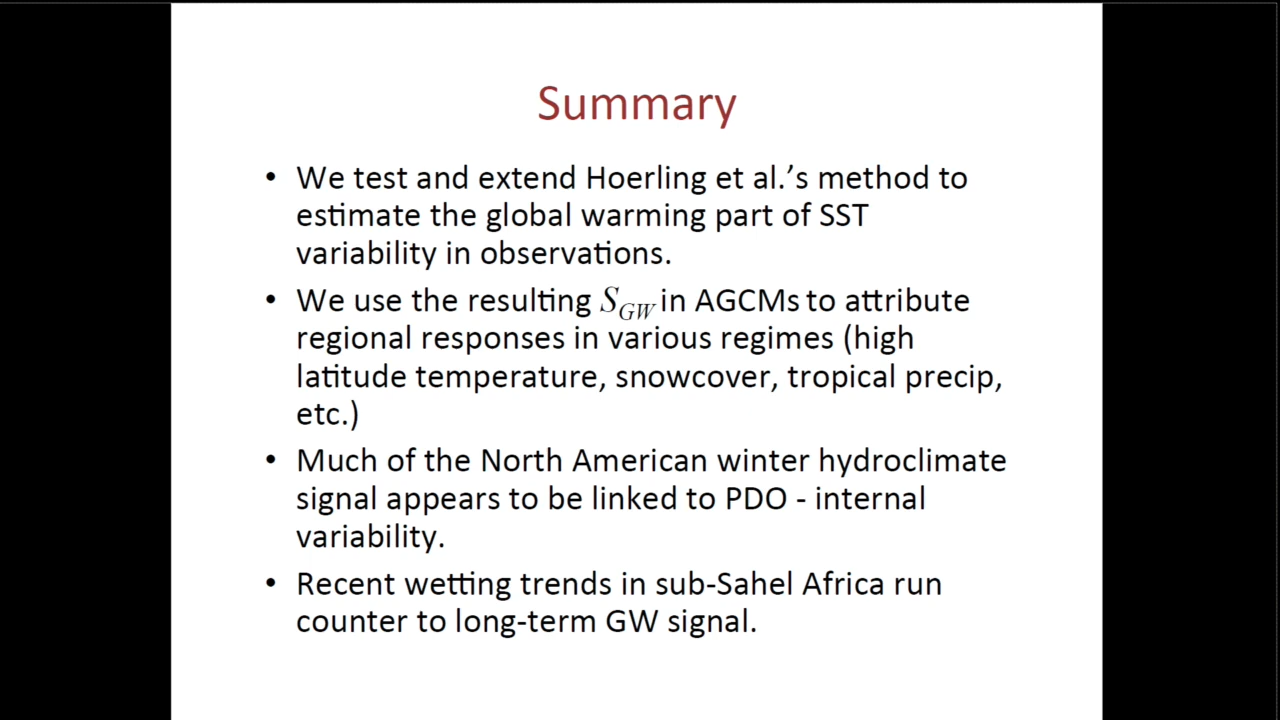 Summary
• We test and extend Hoerling et al.’s method to
estimate the global warming part of SST
variability in observations.
• We use the resulting S_GW in AGCMs to attribute
regional responses in various regimes (high
latitude temperature, snowcover, tropical precip,
etc.)
• Much of the North American winter hydroclimate
signal appears to be linked to PDO - internal
variability.
• Recent wetting trends in sub-Sahel Africa run
counter to long-term GW signal.